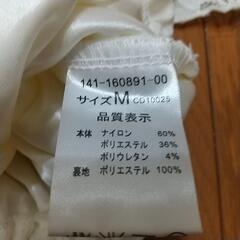 141-160891-00
サイズM CD10025
品質表示
本体 ナイロン 60%
ポリエステル 36%
ポリウレタン 4%
裏地 ポリエステル 100%